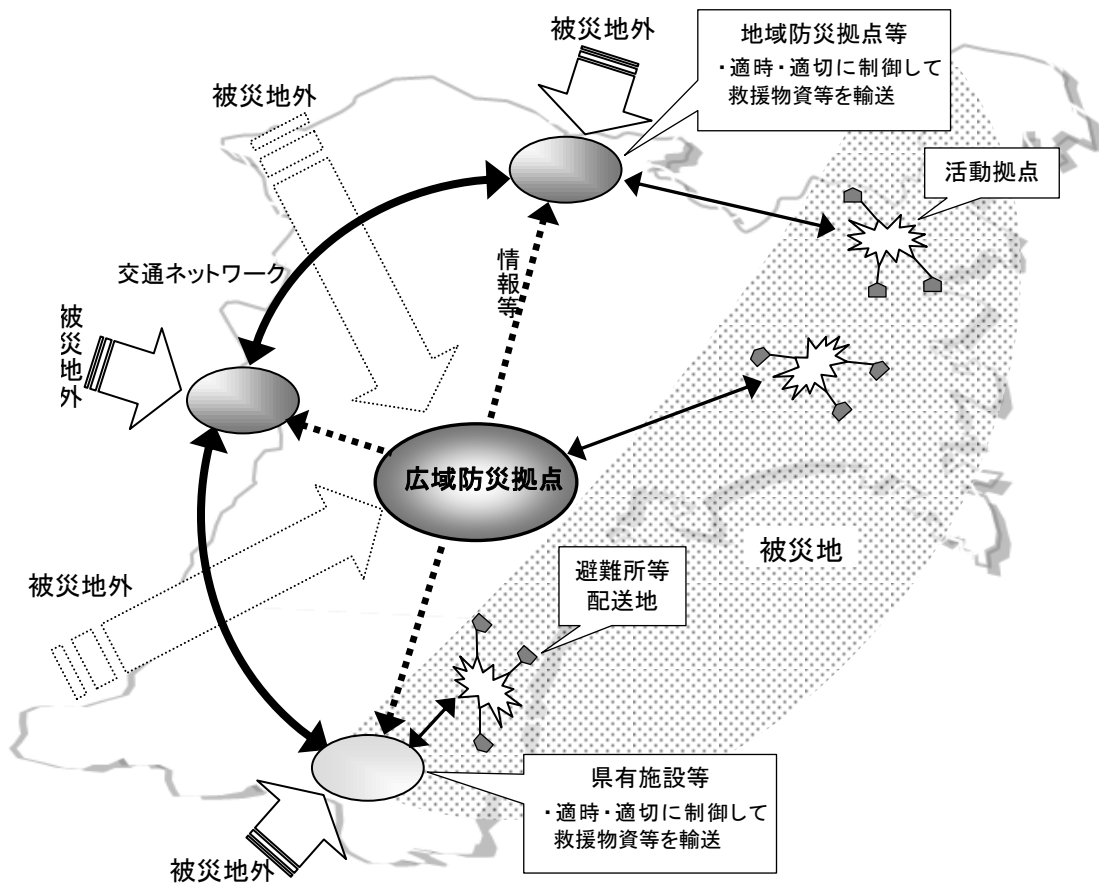 被災地外
地域防災拠点等
・適時・適切に制御して
救援物資等を輸送
被災地外
活動拠点
交通ネットワーク
情報等
被災地外
広域防災拠点
被災地
避難所等
配送地
被災地外
県有施設等
・適時・適切に制御して
救援物資等を輸送
被災地外